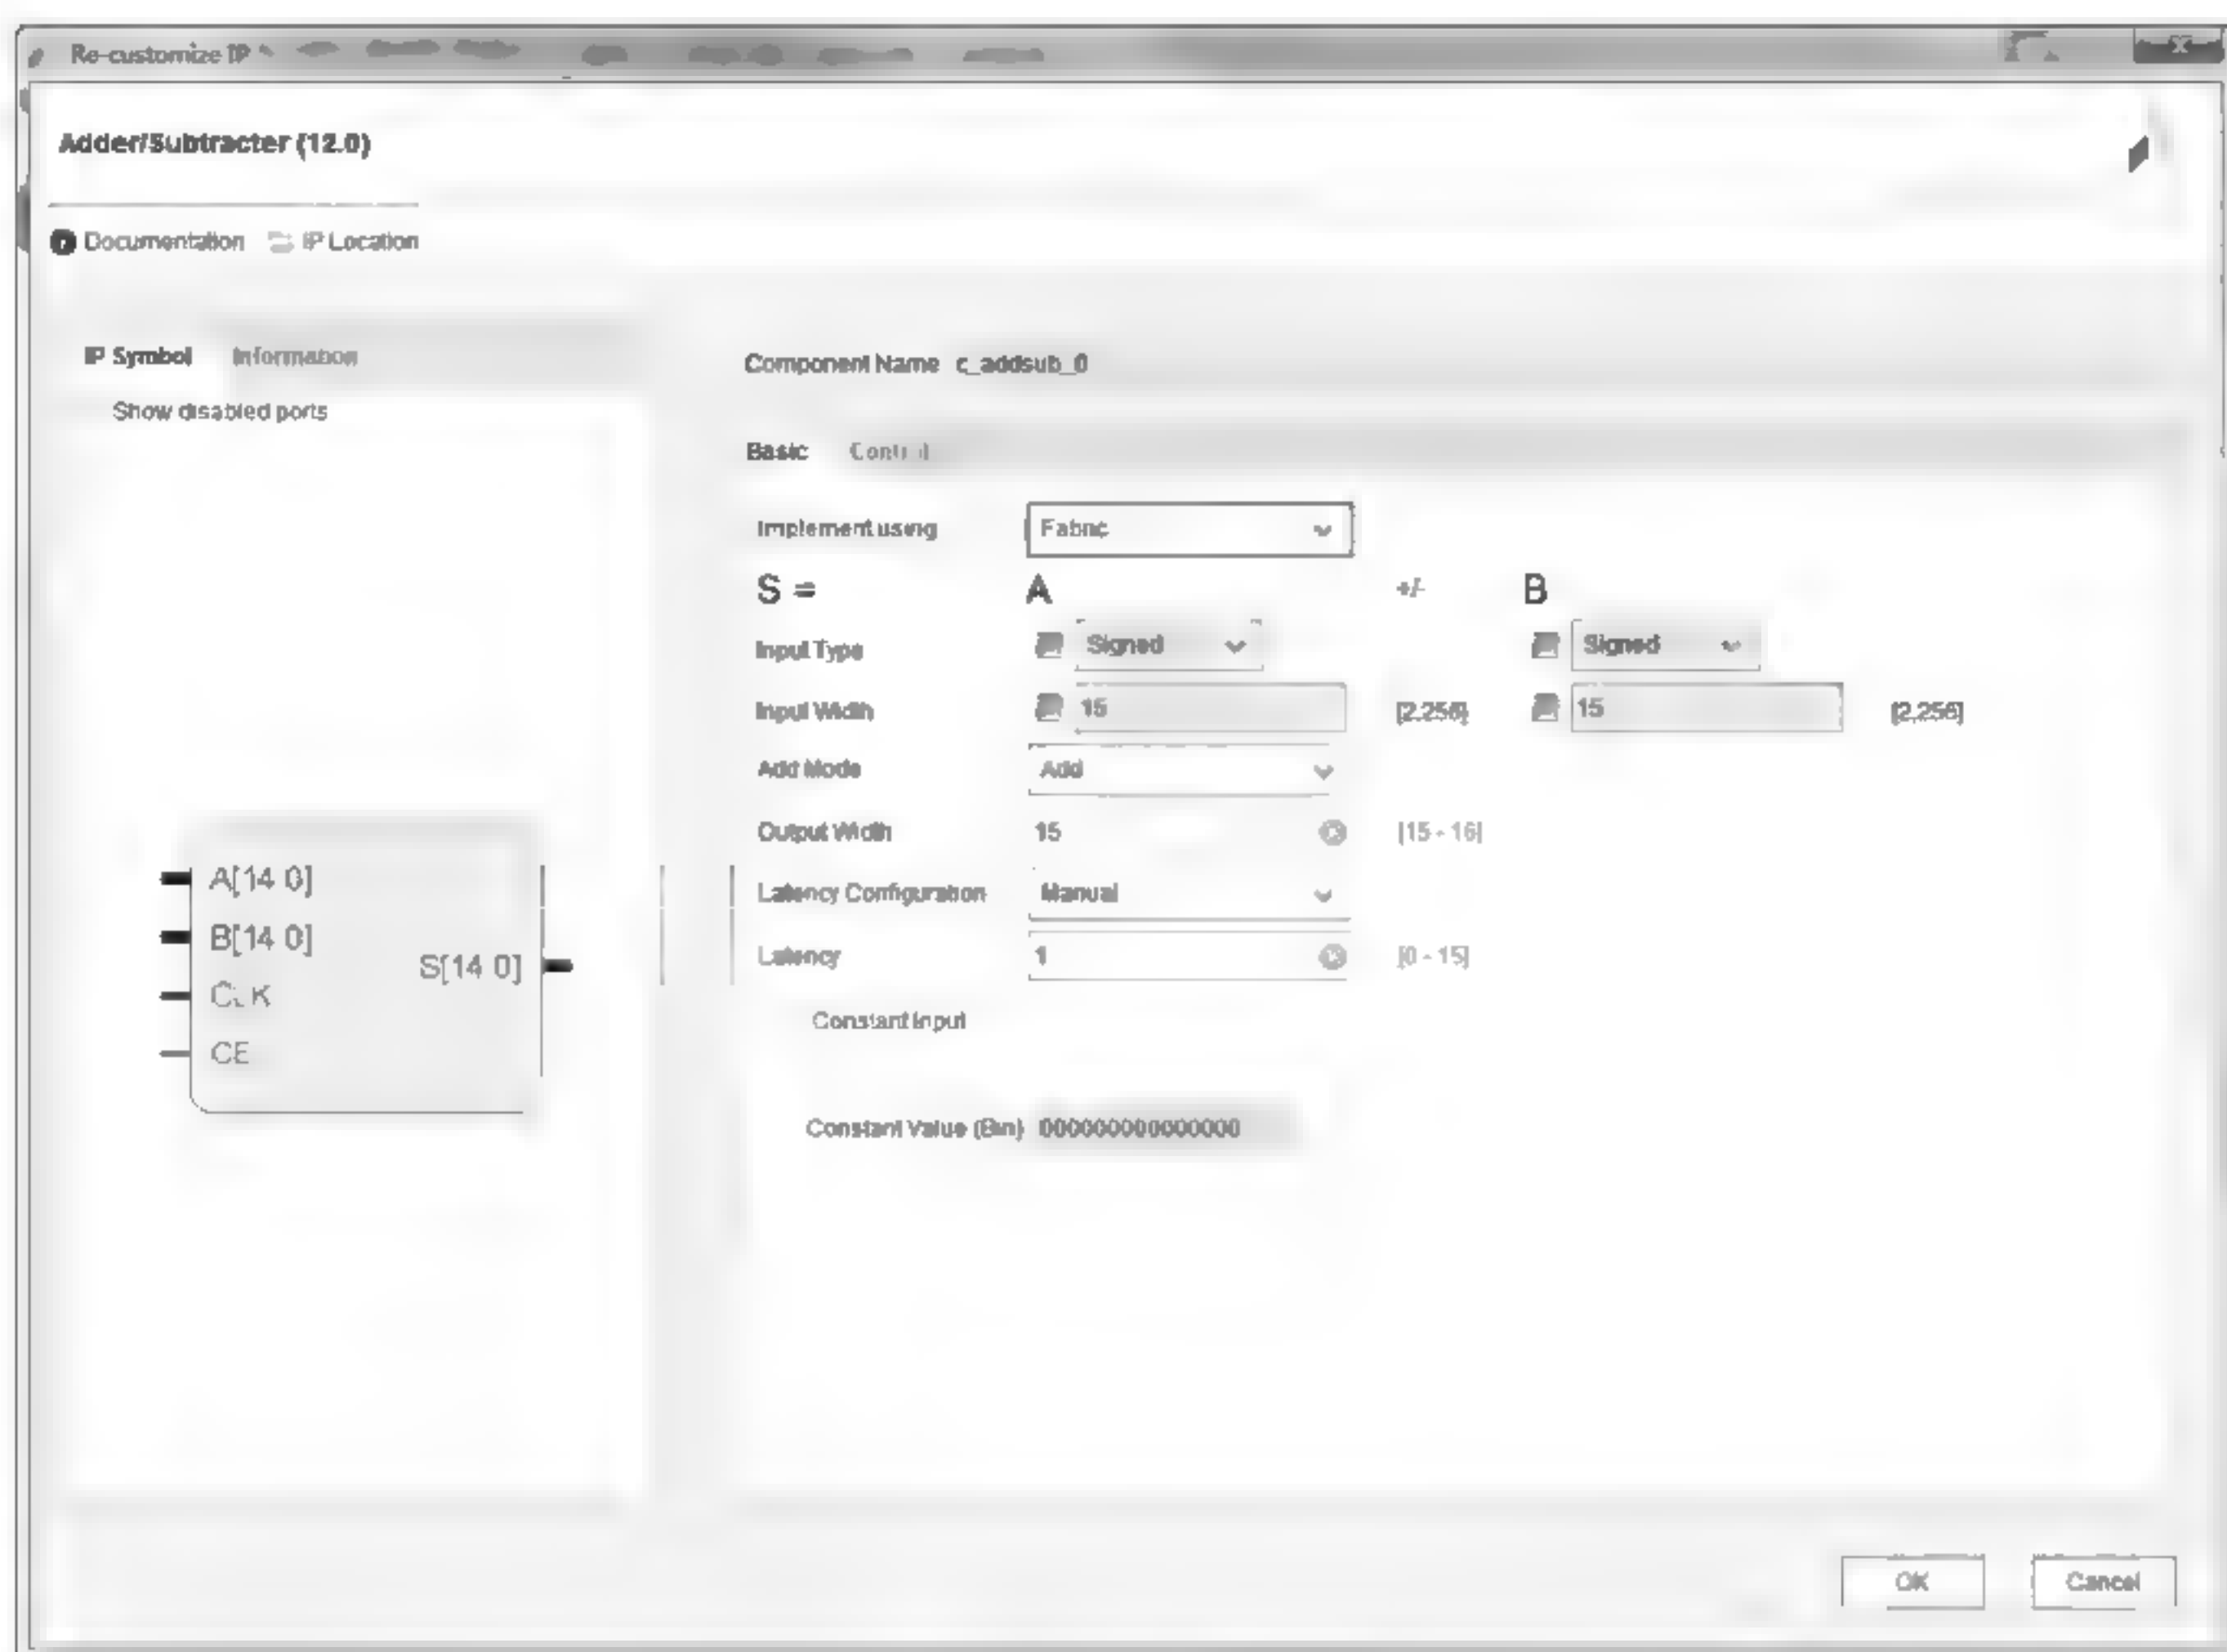 Re-customize IP
Adder/Subtracter (12.0)
Documentation IP Location
IP Symbol Information
Show disabled ports
A[14 0]
B[14 0]
CLK
CE
S[14 0]
Component Name c_addsub_0
Basic Control
Implement using Fabric
S = A +/- B
Input Type Signed Signed
Input Width 15 [2,256] 15 [2,256]
Add Mode Add
Output Width 15 [15 - 16]
Latency Configuration Manual
Latency 1 [0 - 15]
Constant Input
Constant Value (Bin) 000000000000000
OK Cancel